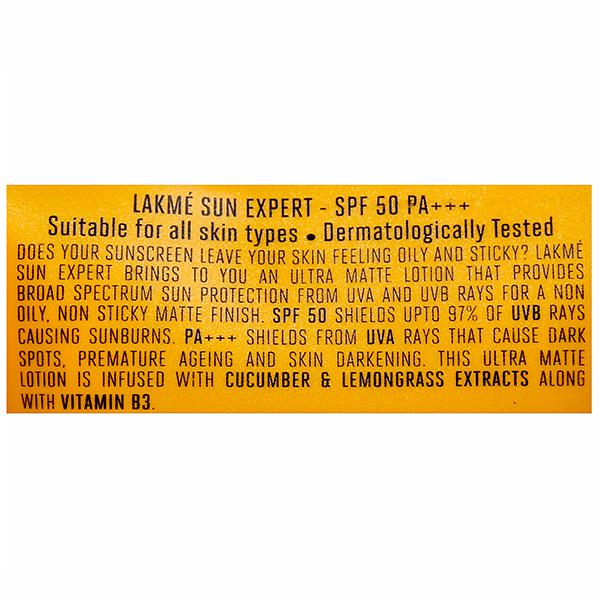 LAKMÉ SUN EXPERT - SPF 50 PA+++
Suitable for all skin types • Dermatologically Tested
DOES YOUR SUNSCREEN LEAVE YOUR SKIN FEELING OILY AND STICKY? LAKMÉ
SUN EXPERT BRINGS TO YOU AN ULTRA MATTE LOTION THAT PROVIDES
BROAD SPECTRUM SUN PROTECTION FROM UVA AND UVB RAYS FOR A NON
OILY, NON STICKY MATTE FINISH. SPF 50 SHIELDS UPTO 97% OF UVB RAYS
CAUSING SUNBURNS. PA+++ SHIELDS FROM UVA RAYS THAT CAUSE DARK
SPOTS, PREMATURE AGEING AND SKIN DARKENING. THIS ULTRA MATTE
LOTION IS INFUSED WITH CUCUMBER & LEMONGRASS EXTRACTS ALONG
WITH VITAMIN B3.